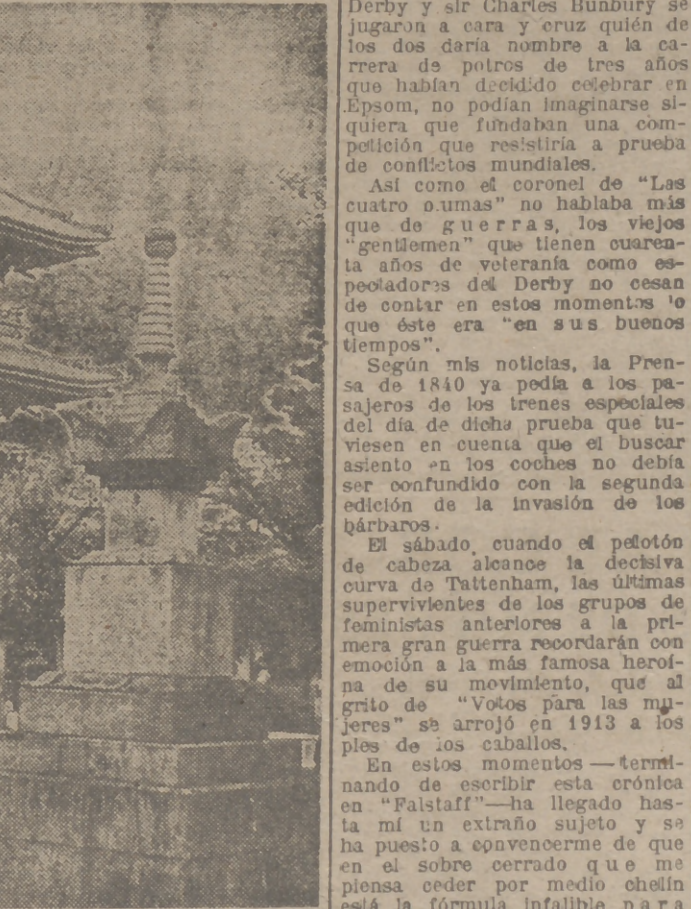 Derby y sir Charles Bunbury se
jugaron a cara y cruz quién de
los dos daría nombre a la ca-
rrera de potros de tres años
que habían decidido celebrar en
Epsom, no podían imaginarse si-
quiera que fundaban una com-
petición que resistiría a prueba
de conflictos mundiales.
Así como el coronel de "Las
cuatro plumas" no hablaba más
que de guerras, los viejos
"gentlemen" que tienen cuaren-
ta años de veteranía como es-
pectadores del Derby no cesan
de contar en estos momentos lo
que éste era "en sus buenos
tiempos".
Según mis noticias, la Pren-
sa de 1840 ya pedía a los pa-
sajeros de los trenes especiales
del día de dicha prueba que tu-
viesen en cuenta que el buscar
asiento en los coches no debía
ser confundido con la segunda
edición de la invasión de los
bárbaros.
El sábado, cuando el pelotón
de cabeza alcance la decisiva
curva de Tattenham, las últimas
supervivientes de los grupos de
feministas anteriores a la pri-
mera gran guerra recordarán con
emoción a la más famosa heroí-
na de su movimiento, que al
grito de "Votos para las mu-
jeres" se arrojó en 1913 a los
pies de los caballos.
En estos momentos —termi-
nando de escribir esta crónica
en "Falstaff"— ha llegado has-
ta mí un extraño sujeto y se
ha puesto a convencerme de que
en el sobre cerrado que me
piensa ceder por medio chelín
está la fórmula infalible para